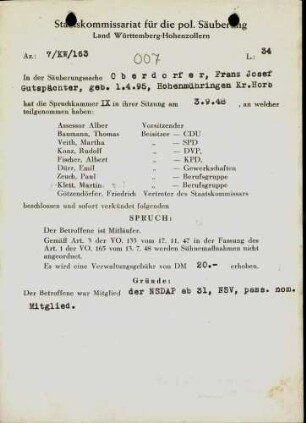 Staatskommissariat für die pol. Säuberung
Land Württemberg-Hohenzollern
Az.: 7/KW/163
007
L.: 34
In der Säuberungssache Oberdorfer, Franz Josef
Gutspächter, geb. 1.4.95, Hohenmühringen Kr.Horb
hat die Spruchkammer IX in ihrer Sitzung am 3.9.48, an welcher
teilgenommen haben:
Assessor Alber Vorsitzender
Baumann, Thomas Beisitzer — CDU
Veith, Martha „ — SPD
Konz, Rudolf „ — DVP,
Fischer, Albert „ — KPD,
Dürr, Emil „ — Gewerkschaften
Zeuch, Paul „ — Berufsgruppe
Klett, Martin „ — Berufsgruppe
Güttendörfer, Friedrich Vertreter des Staatskommissars
beschlossen und sofort verkündet folgenden
SPRUCH:
Der Betroffene ist Mitläufer.
Gemäß Art. 5 der VO. 133 vom 17. 11. 47 in der Fassung des
Art. 1 der VO. 165 vom 13. 7. 48 werden Sühnemaßnahmen nicht
angeordnet.
Es wird eine Verwaltungsgebühr von DM 20.- erhoben.
Gründe:
Der Betroffene war Mitglied der NSDAP ab 31, NSV, pass. nom.
Mitglied.